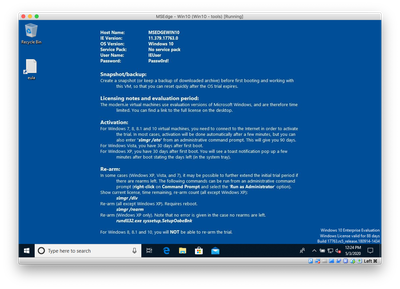 MSEdge - Win10 (Win10 - tools) [Running]
Recycle Bin
eula
Host Name: MSEDGEWIN10
IE Version: 11.379.17763.0
OS Version: Windows 10
Service Pack: No service pack
User Name: IEUser
Password: Passw0rd!
Snapshot/backup:
Create a snapshot (or keep a backup of downloaded archive) before first booting and working with
this VM, so that you can reset quickly after the OS trial expires.
Licensing notes and evaluation period:
The modern.ie virtual machines use evaluation versions of Microsoft Windows, and are therefore time
limited. You can find a link to the full license on the desktop.
Activation:
For Windows 7, 8, 8.1 and 10 virtual machines, you need to connect to the Internet in order to activate
the trial. In most cases, activation will be done automatically after a few minutes, but you can
also enter "slmgr /ato" from an administrative command prompt. This will give you 90 days.
For Windows Vista, you have 30 days after first boot.
For Windows XP, you have 30 days after first boot. You will see a toast notification pop up a few
minutes after boot stating the days left (in the system tray).
Re-arm:
In some cases (Windows XP, Vista, and 7), it may be possible to further extend the initial trial period if
there are rearms left. The following commands can be run from an administrative command
prompt (right-click on Command Prompt and select the 'Run as Administrator' option).
Show current license, time remaining, re-arm count (all except Windows XP):
slmgr /dlv
Re-arm (all except Windows XP). Requires reboot.
slmgr /rearm
Re-arm (Windows XP only). Note that no error is given in the case no rearms are left.
rundll32.exe syssetup,SetupOobeBnk
For Windows 8, 8.1 and 10, you will NOT be able to re-arm the trial.
Windows 10 Enterprise Evaluation
Windows License valid for 89 days
Build 17763.rs5_release.180914-1434
Type here to search
12:24 PM
5/3/2020
Left ⌘